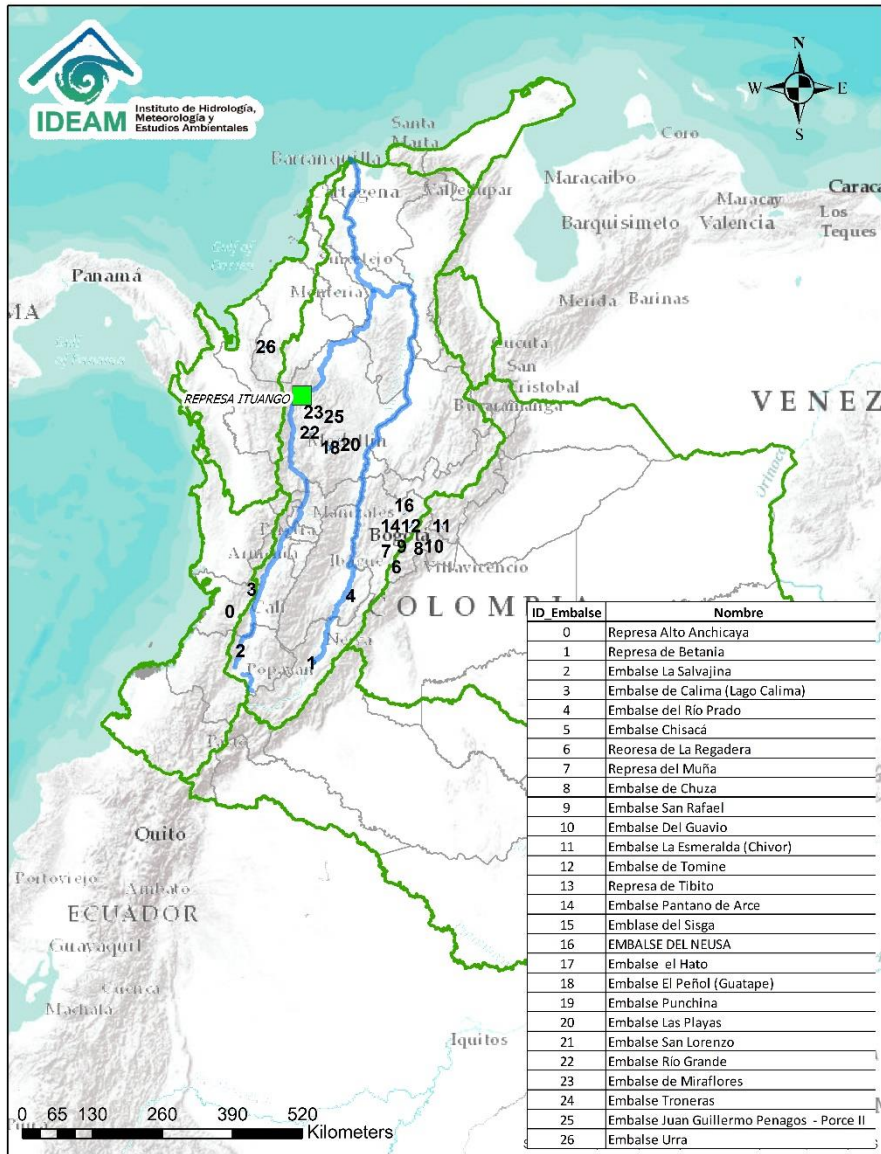 IDEAM
Instituto de Hidrología,
Meteorología y
Estudios Ambientales
N
W E
S
Santa
Marta
Barranquilla
Valledupar
Coro
Maracaibo
Maracay
Caraca
Barquisimeto
Valencia
Los
Teques
Panamá
Montería
Merida
Barinas
San
Cristobal
Bucaramanga
26
REPRESA ITUANGO
23
25
22
18
20
VENEZ
Orinoco
16
Manizales
14
12
11
Bogotá
7
9
8
10
6
Villavicencio
Armenia
3
4
0
Cali
COLOMBIA
Neiva
2
1
Popayan
Quito
Portoviejo
Ambato
ECUADOR
Guayaquil
Cuenca
Machala
Iquitos
ID_Embalse Nombre
0 Represa Alto Anchicaya
1 Represa de Betania
2 Embalse La Salvajina
3 Embalse de Calima (Lago Calima)
4 Embalse del Río Prado
5 Embalse Chisacá
6 Reoresa de La Regadera
7 Represa del Muña
8 Embalse de Chuza
9 Embalse San Rafael
10 Embalse Del Guavio
11 Embalse La Esmeralda (Chivor)
12 Embalse de Tomine
13 Represa de Tibito
14 Embalse Pantano de Arce
15 Emblase del Sisga
16 EMBALSE DEL NEUSA
17 Embalse el Hato
18 Embalse El Peñol (Guatape)
19 Embalse Punchina
20 Embalse Las Playas
21 Embalse San Lorenzo
22 Embalse Río Grande
23 Embalse de Miraflores
24 Embalse Troneras
25 Embalse Juan Guillermo Penagos - Porce II
26 Embalse Urra
0 65 130 260 390 520
Kilometers